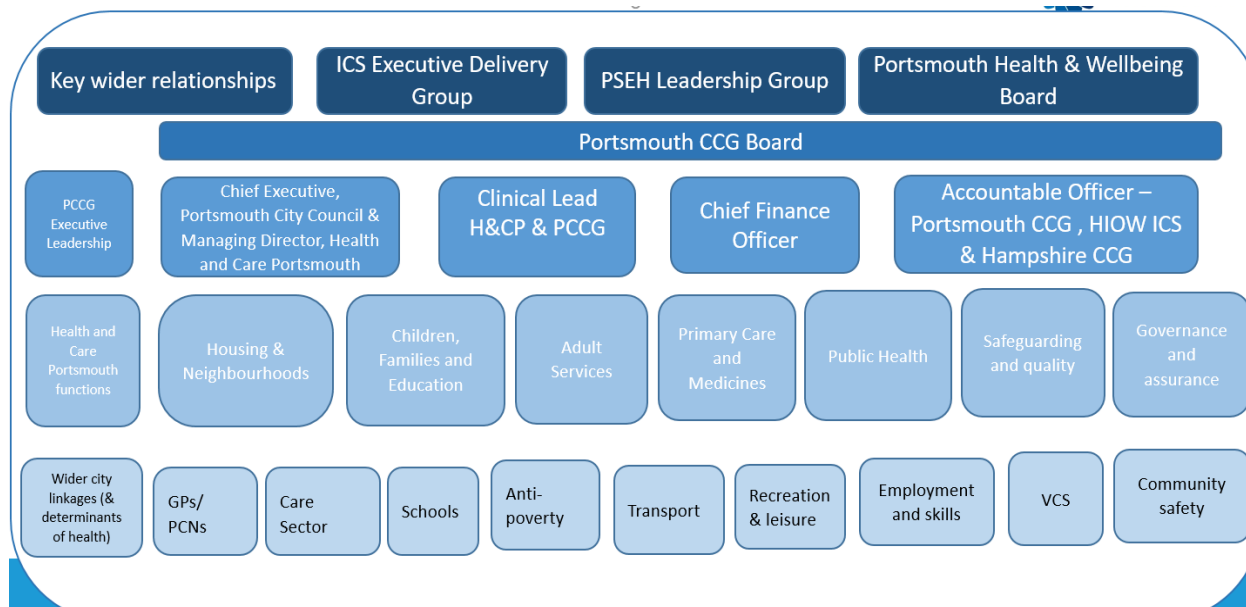 Key wider relationships
ICS Executive Delivery
Group
PSEH Leadership Group
Portsmouth Health & Wellbeing
Board
Portsmouth CCG Board
PCCG
Executive
Leadership
Chief Executive,
Portsmouth City Council &
Managing Director, Health
and Care Portsmouth
Clinical Lead
H&CP & PCCG
Chief Finance
Officer
Accountable Officer –
Portsmouth CCG , HIOW ICS
& Hampshire CCG
Health and
Care
Portsmouth
functions
Housing &
Neighbourhoods
Children,
Families and
Education
Adult
Services
Primary Care
and
Medicines
Public Health
Safeguarding
and quality
Governance
and
assurance
Wider city
linkages (&
determinants
of health)
GPs/
PCNs
Care
Sector
Schools
Anti-
poverty
Transport
Recreation
& leisure
Employment
and skills
VCS
Community
safety